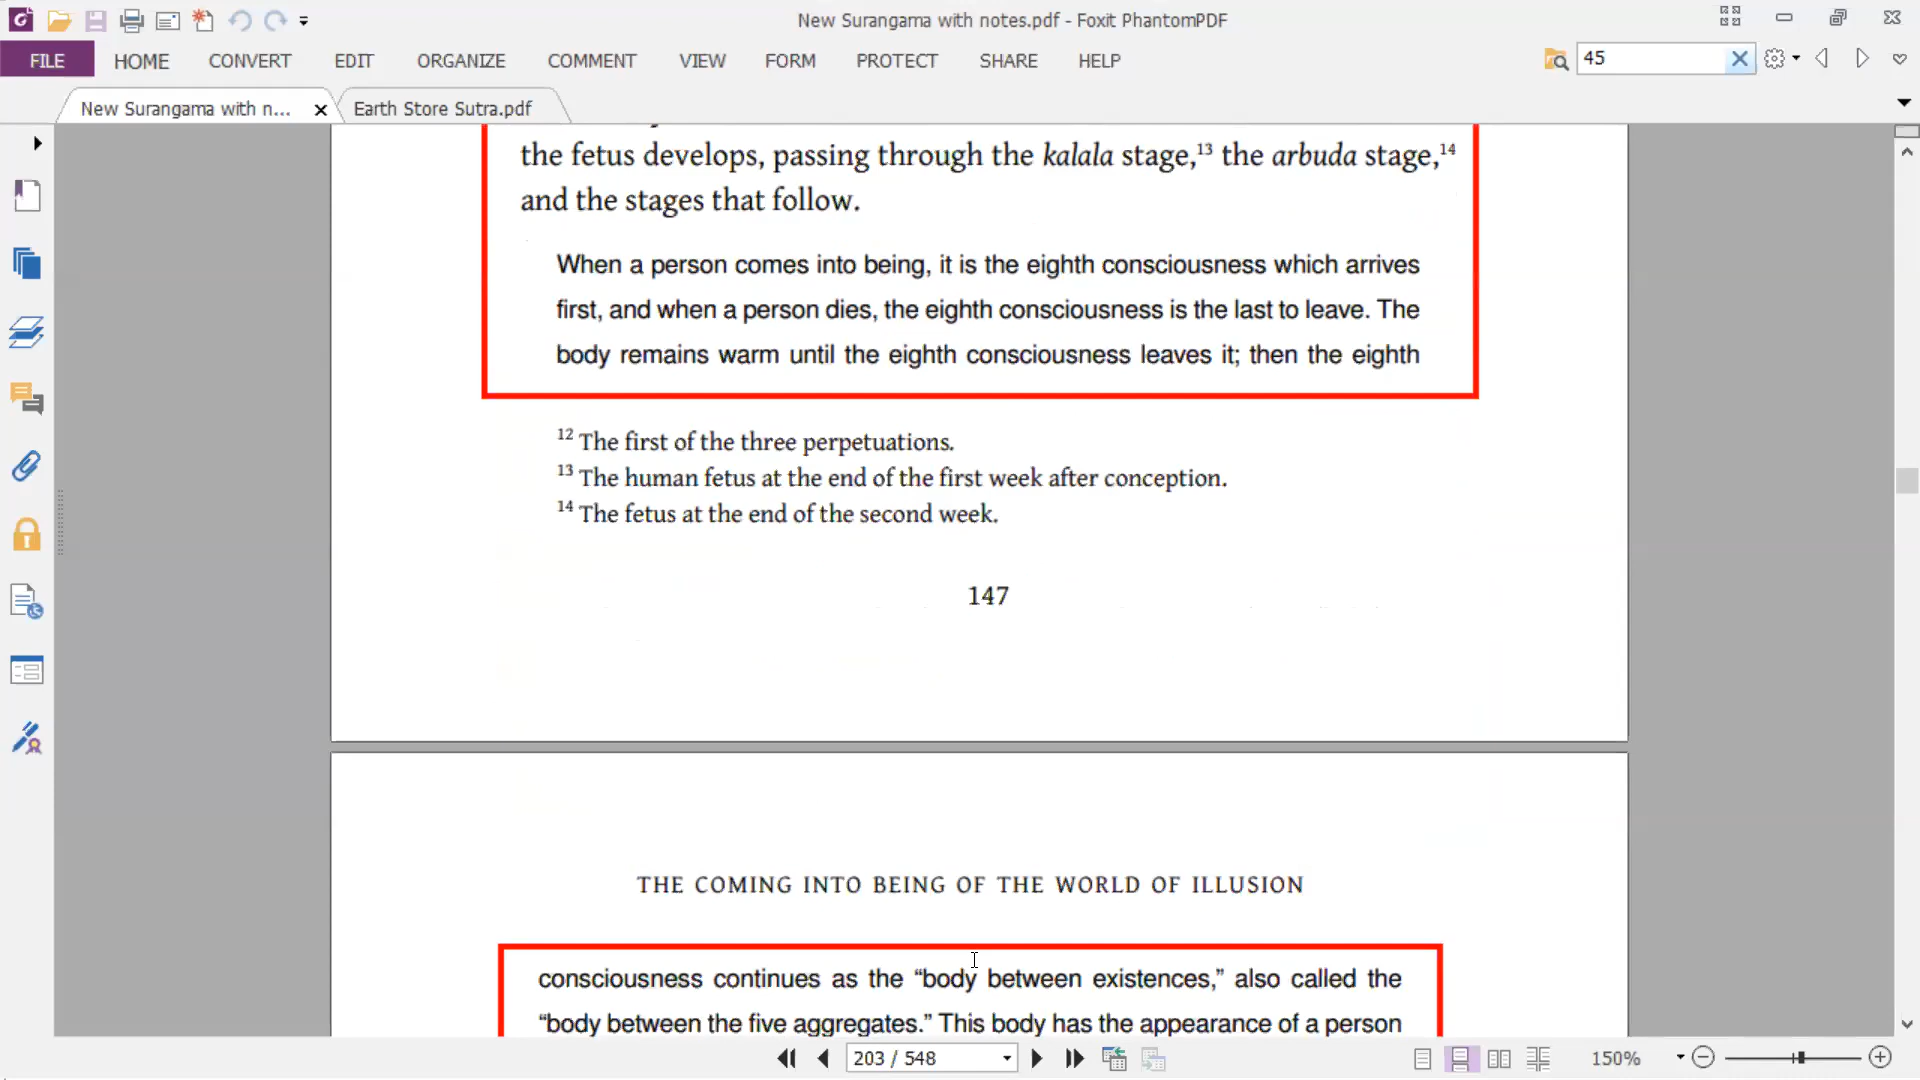 New Surangama with notes.pdf - Foxit PhantomPDF
FILE HOME CONVERT EDIT ORGANIZE COMMENT VIEW FORM PROTECT SHARE HELP 45
New Surangama with n... Earth Store Sutra.pdf
the fetus develops, passing through the kalala stage,13 the arbuda stage,14
and the stages that follow.
When a person comes into being, it is the eighth consciousness which arrives
first, and when a person dies, the eighth consciousness is the last to leave. The
body remains warm until the eighth consciousness leaves it; then the eighth
12 The first of the three perpetuations.
13 The human fetus at the end of the first week after conception.
14 The fetus at the end of the second week.
147
THE COMING INTO BEING OF THE WORLD OF ILLUSION
consciousness continues as the “body between existences,” also called the
“body between the five aggregates.” This body has the appearance of a person
203 / 548 150%